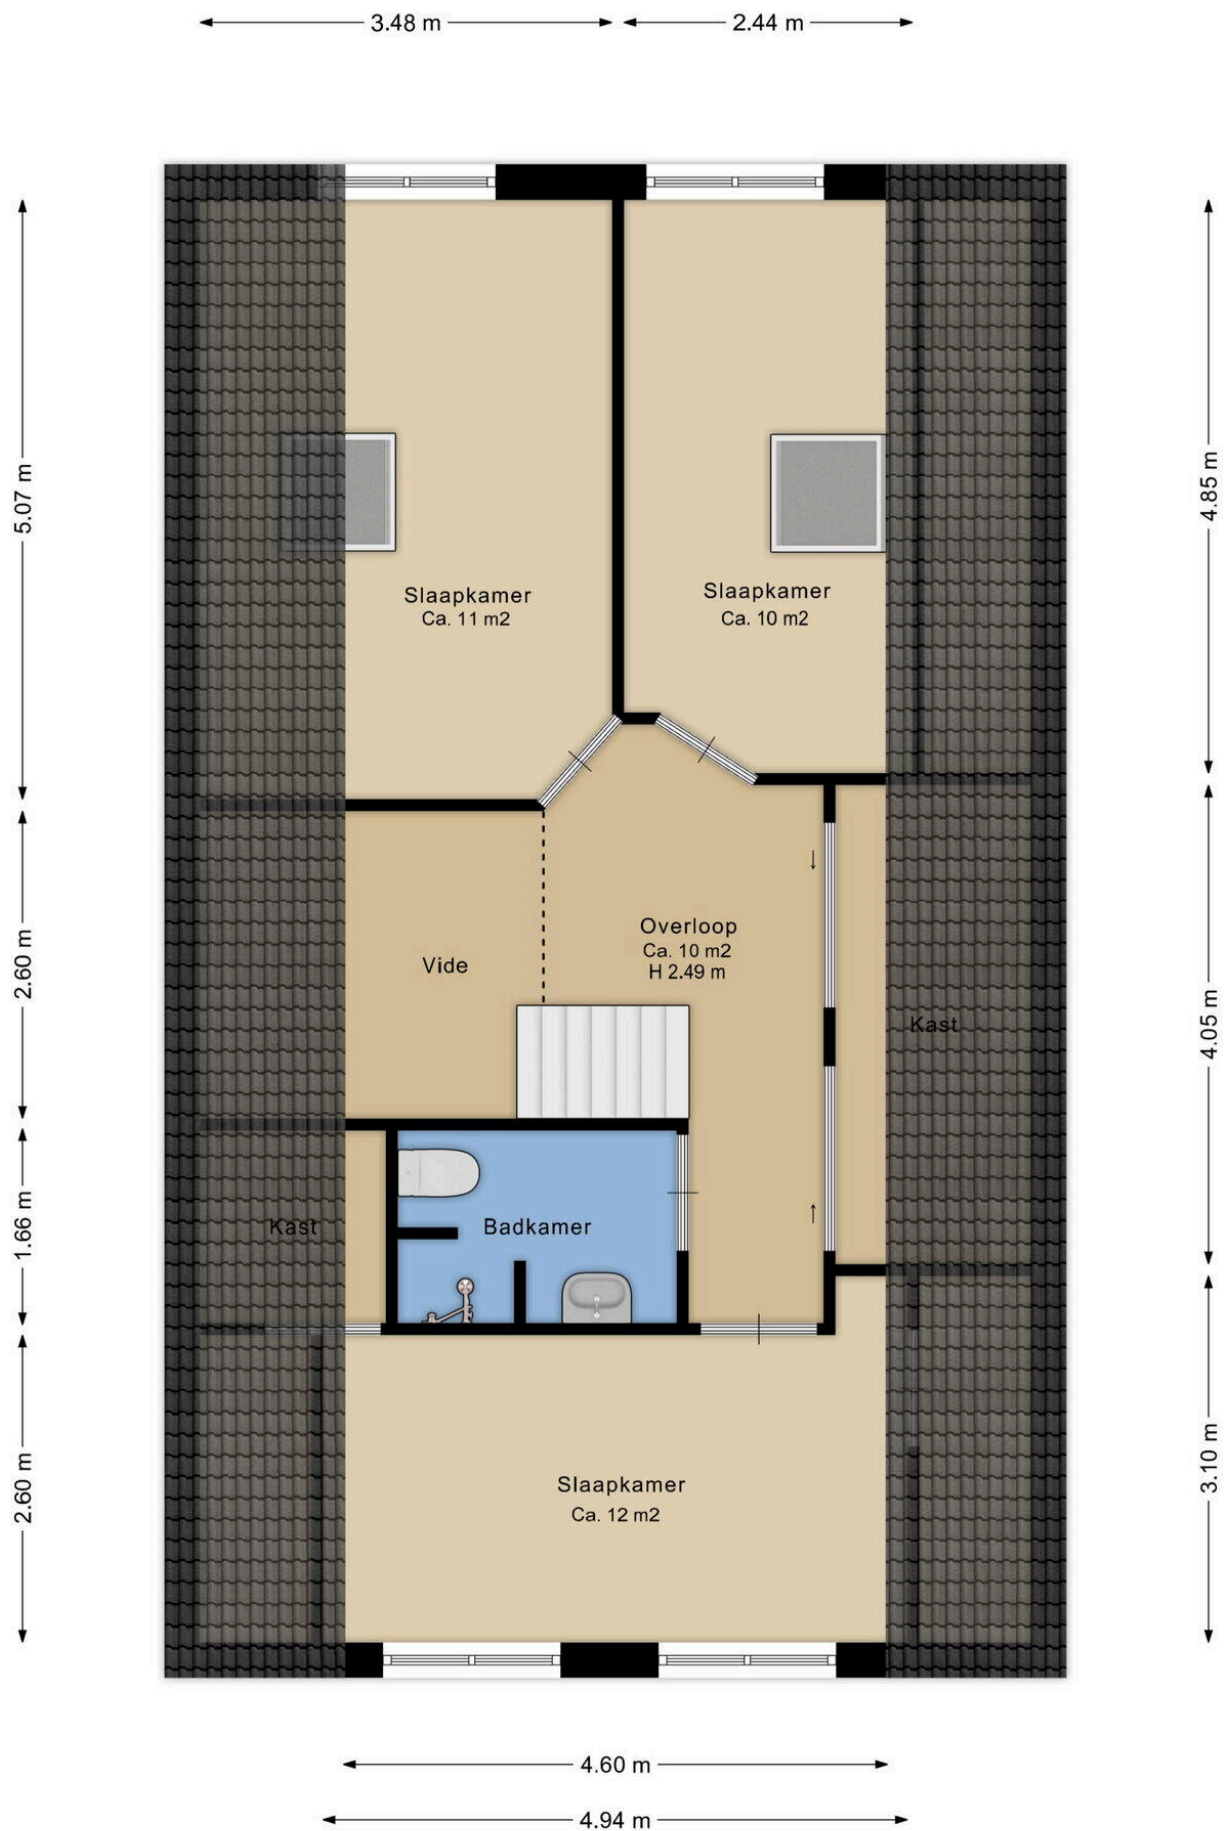 3.48 m
2.44 m
5.07 m
4.85 m
Slaapkamer
Ca. 11 m2
Slaapkamer
Ca. 10 m2
2.60 m
Vide
Overloop
Ca. 10 m2
H 2.49 m
Kast
4.05 m
1.66 m
Kast
Badkamer
2.60 m
Slaapkamer
Ca. 12 m2
3.10 m
4.60 m
4.94 m